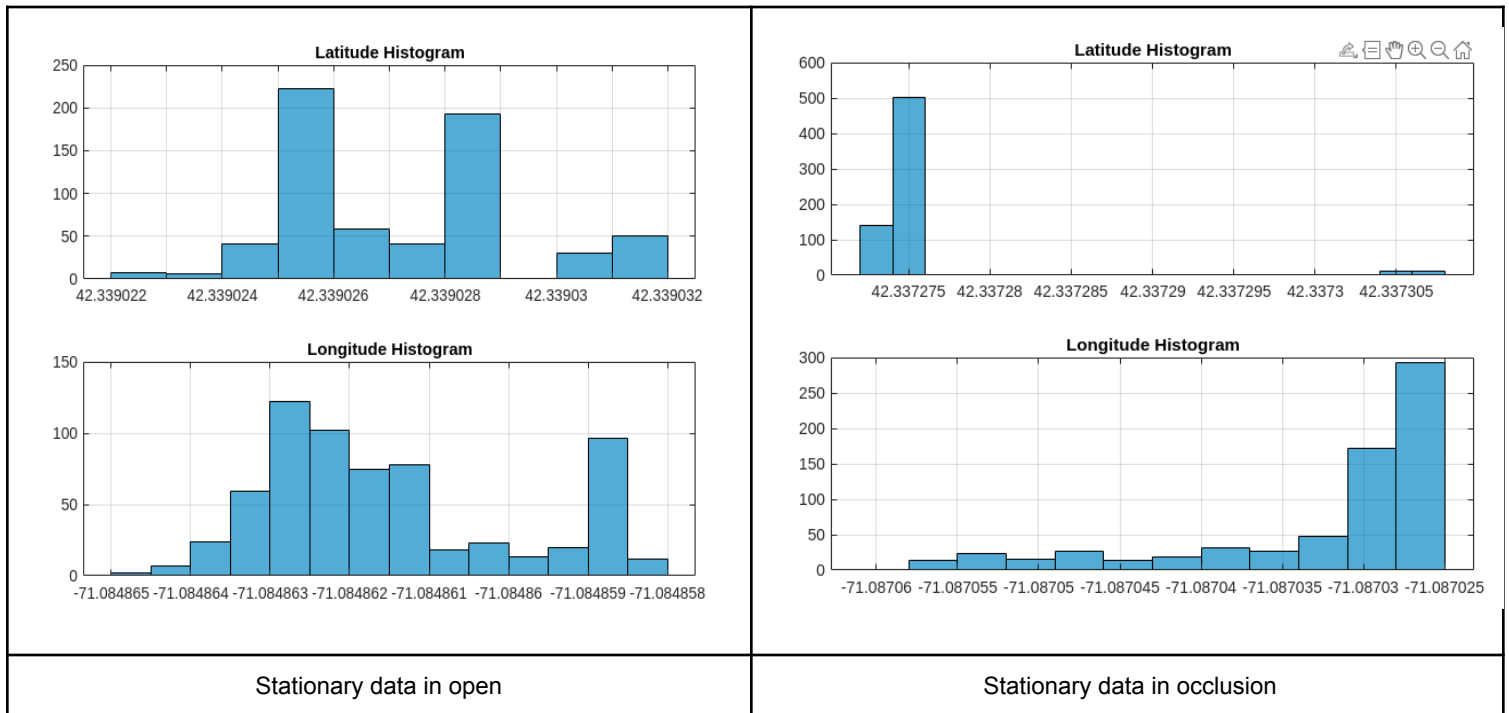 Latitude Histogram
250
200
150
100
50
0
42.339022 42.339024 42.339026 42.339028 42.33903 42.339032
Longitude Histogram
150
100
50
0
-71.084865 -71.084864 -71.084863 -71.084862 -71.084861 -71.08486 -71.084859 -71.084858
Stationary data in open
Latitude Histogram
600
500
400
300
200
100
0
42.337275 42.33728 42.337285 42.33729 42.337295 42.3373 42.337305
Longitude Histogram
300
250
200
150
100
50
0
-71.08706 -71.087055 -71.08705 -71.087045 -71.08704 -71.087035 -71.08703 -71.087025
Stationary data in occlusion